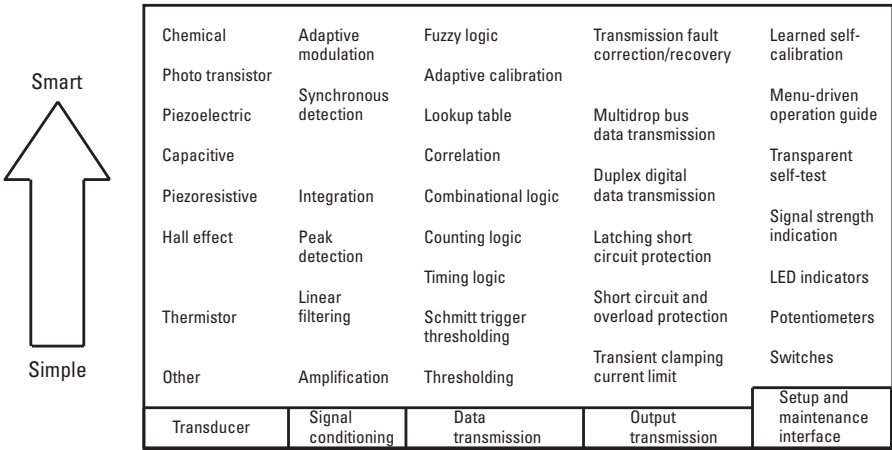 Smart
Simple
Chemical
Photo transistor
Piezoelectric
Capacitive
Piezoresistive
Hall effect
Thermistor
Other
Transducer
Adaptive
modulation
Synchronous
detection
Integration
Peak
detection
Linear
filtering
Amplification
Signal
conditioning
Fuzzy logic
Adaptive calibration
Lookup table
Correlation
Combinational logic
Counting logic
Timing logic
Schmitt trigger
thresholding
Thresholding
Data
transmission
Transmission fault
correction/recovery
Multidrop bus
data transmission
Duplex digital
data transmission
Latching short
circuit protection
Short circuit and
overload protection
Transient clamping
current limit
Output
transmission
Learned self-
calibration
Menu-driven
operation guide
Transparent
self-test
Signal strength
indication
LED indicators
Potentiometers
Switches
Setup and
maintenance
interface